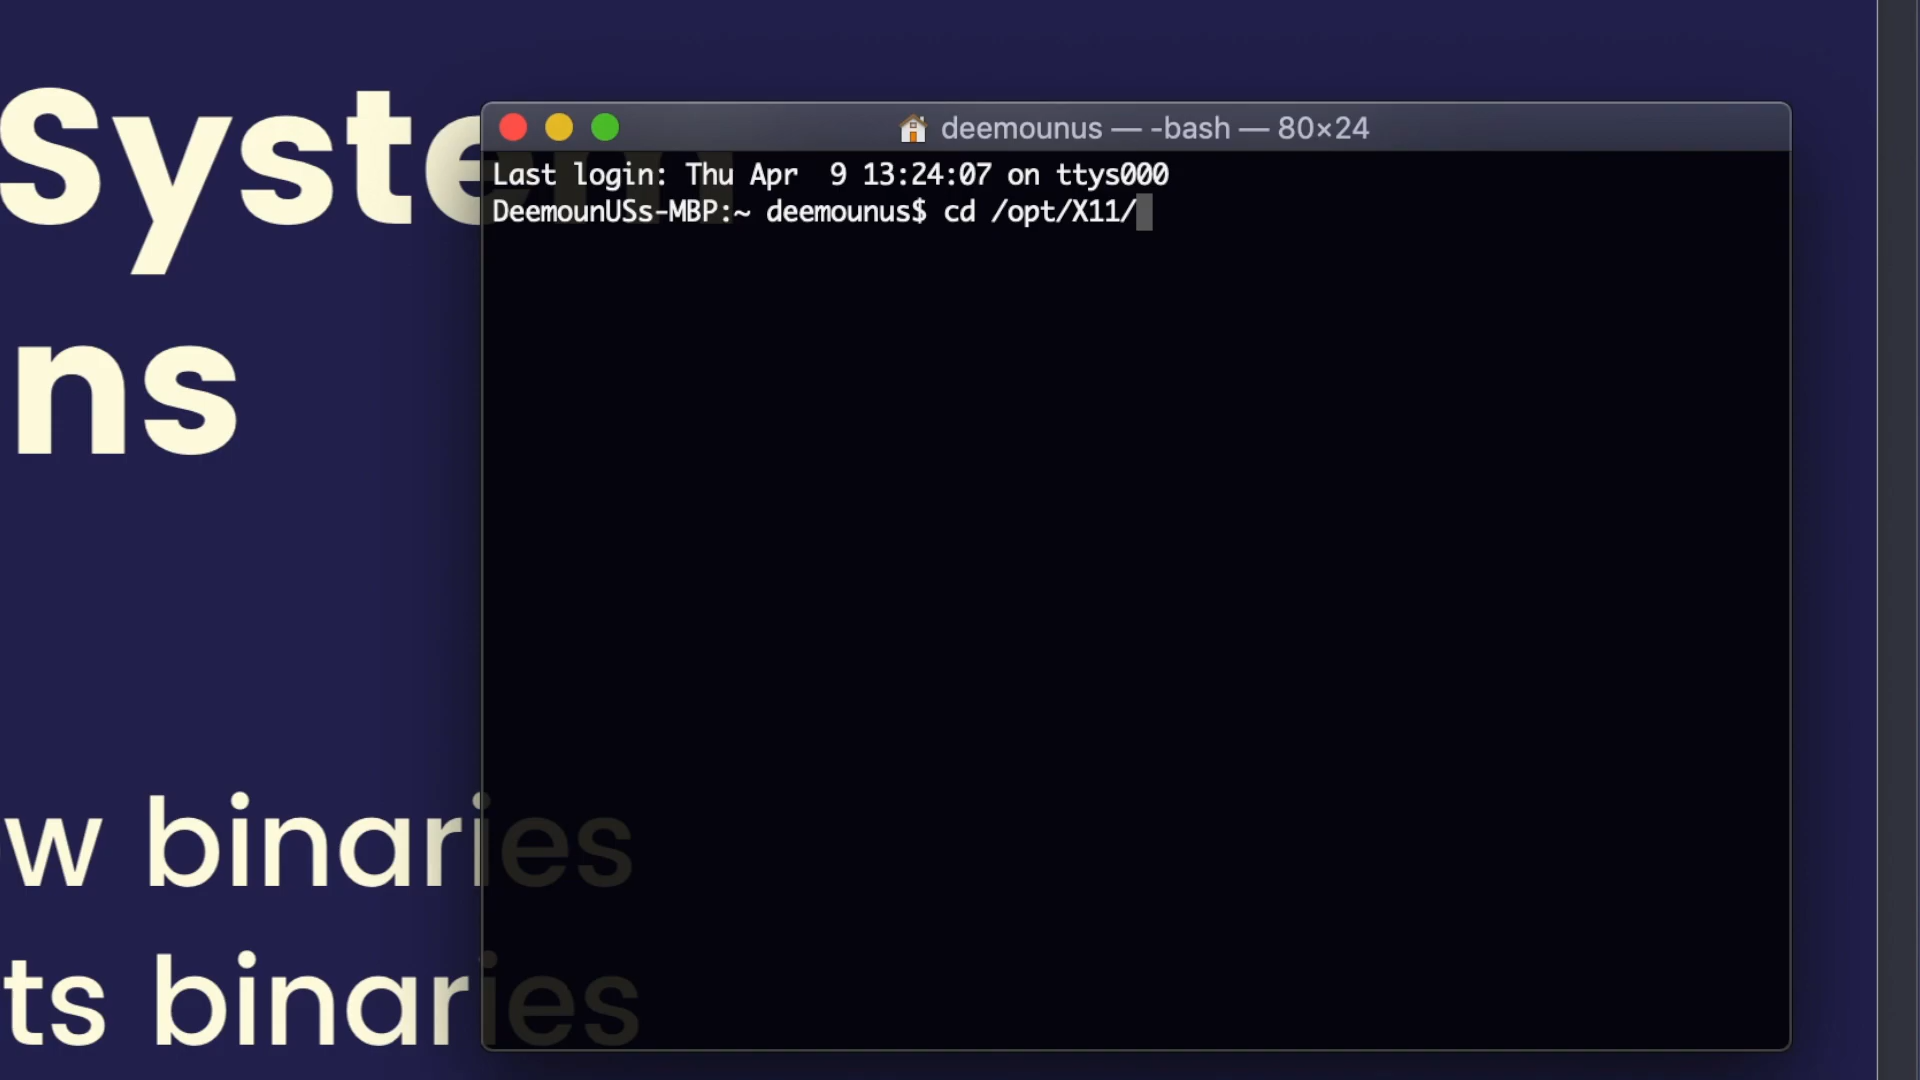 System
deemounus — -bash — 80×24
Last login: Thu Apr  9 13:24:07 on ttys000
DeemounUSs-MBP:~ deemounus$ cd /opt/X11/
ns
w binaries
ts binaries